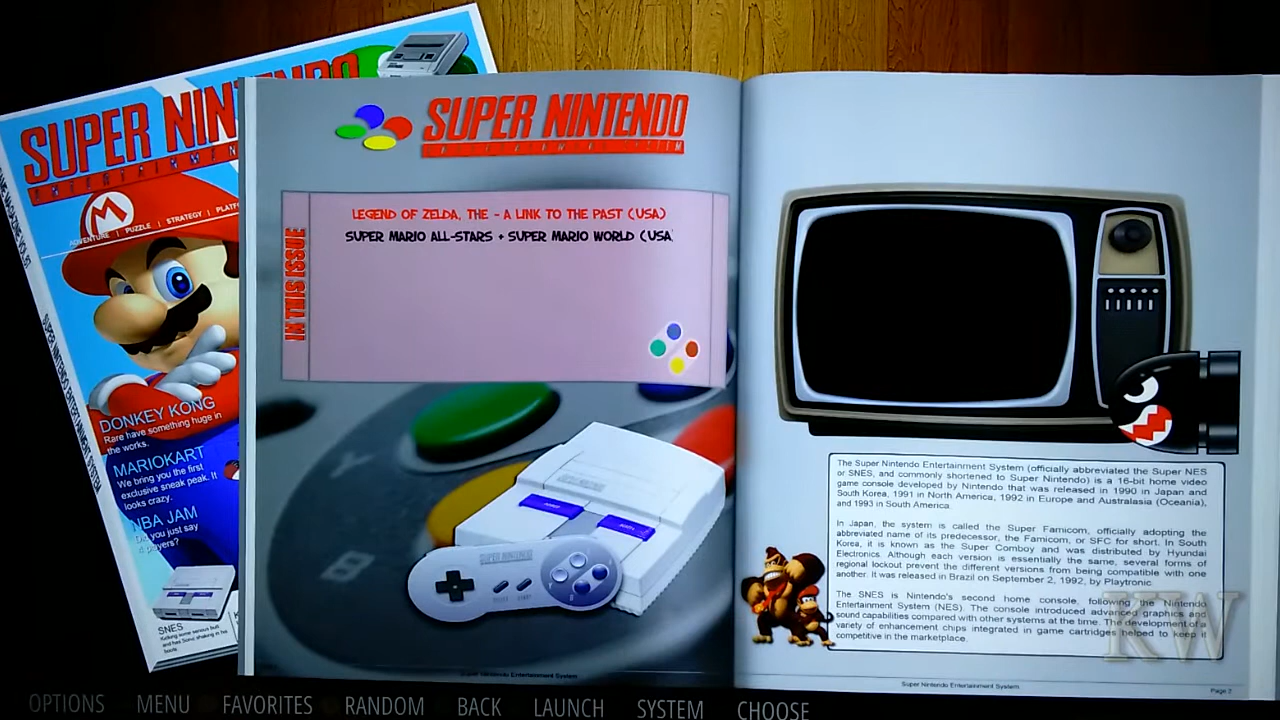 SUPER NIN
ADVENTURE | PUZZLE | STRATEGY | PLATF
DONKEY KONG
Rare have something huge in
the works.
MARIOKART
We bring you the first
exclusive sneak peak. It
looks crazy.
NBA JAM
Did you just say
players?
SNES
SUPER NINTENDO ENTERTAINMENT SYSTEM
SUPER NINTENDO
ENTERTAINMENT SYSTEM
IN THIS ISSUE
LEGEND OF ZELDA, THE - A LINK TO THE PAST (USA)
SUPER MARIO ALL-STARS + SUPER MARIO WORLD (USA
SUPER NINTENDO
Super Nintendo Entertainment System
The Super Nintendo Entertainment System (officially abbreviated the Super NES
or SNES, and commonly shortened to Super Nintendo) is a 16-bit home video
game console developed by Nintendo that was released in 1990 in Japan and
South Korea, 1991 in North America, 1992 in Europe and Australasia (Oceania),
and 1993 in South America.
In Japan, the system is called the Super Famicom, officially adopting the
abbreviated name of its predecessor, the Famicom, or SFC for short. In South
Korea, it is known as the Super Comboy and was distributed by Hyundai
Electronics. Although each version is essentially the same, several forms of
regional lockout prevent the different versions from being compatible with one
another. It was released in Brazil on September 2, 1992, by Playtronic.
The SNES is Nintendo's second home console, following the Nintendo
Entertainment System (NES). The console introduced advanced graphics and
sound capabilities compared with other systems at the time. The development of a
variety of enhancement chips integrated in game cartridges helped to keep it
competitive in the marketplace.
KW
Super Nintendo Entertainment System
Page 2
OPTIONS MENU FAVORITES RANDOM BACK LAUNCH SYSTEM CHOOSE